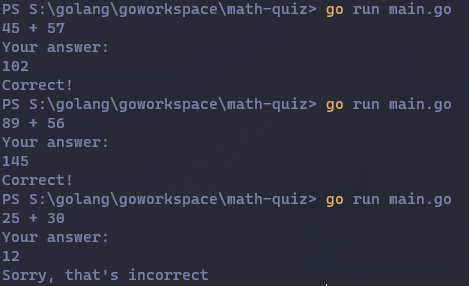 PS S:\golang\goworkspace\math-quiz> go run main.go
45 + 57
Your answer:
102
Correct!
PS S:\golang\goworkspace\math-quiz> go run main.go
89 + 56
Your answer:
145
Correct!
PS S:\golang\goworkspace\math-quiz> go run main.go
25 + 30
Your answer:
12
Sorry, that's incorrect